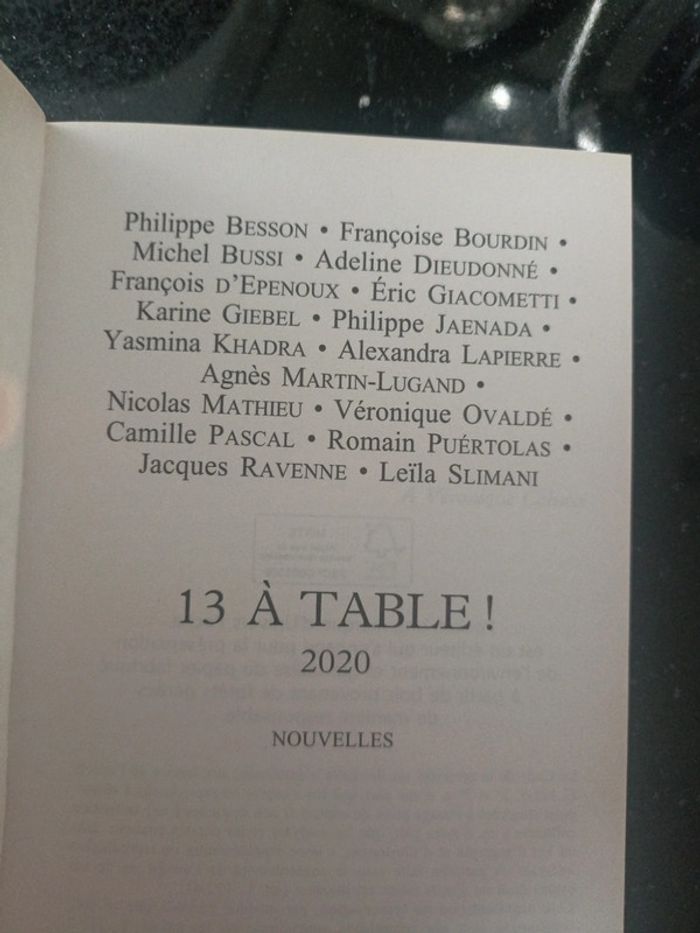 Philippe BESSON • Françoise BOURDIN •
Michel BUSSI • Adeline DIEUDONNÉ •
François D'EPENOUX • Éric GIACOMETTI •
Karine GIEBEL • Philippe JAENADA •
Yasmina KHADRA • Alexandra LAPIERRE •
Agnès MARTIN-LUGAND •
Nicolas MATHIEU • Véronique OVALDÉ •
Camille PASCAL • Romain PUÉRTOLAS •
Jacques RAVENNE • Leïla SLIMANI
13 À TABLE !
2020
NOUVELLES